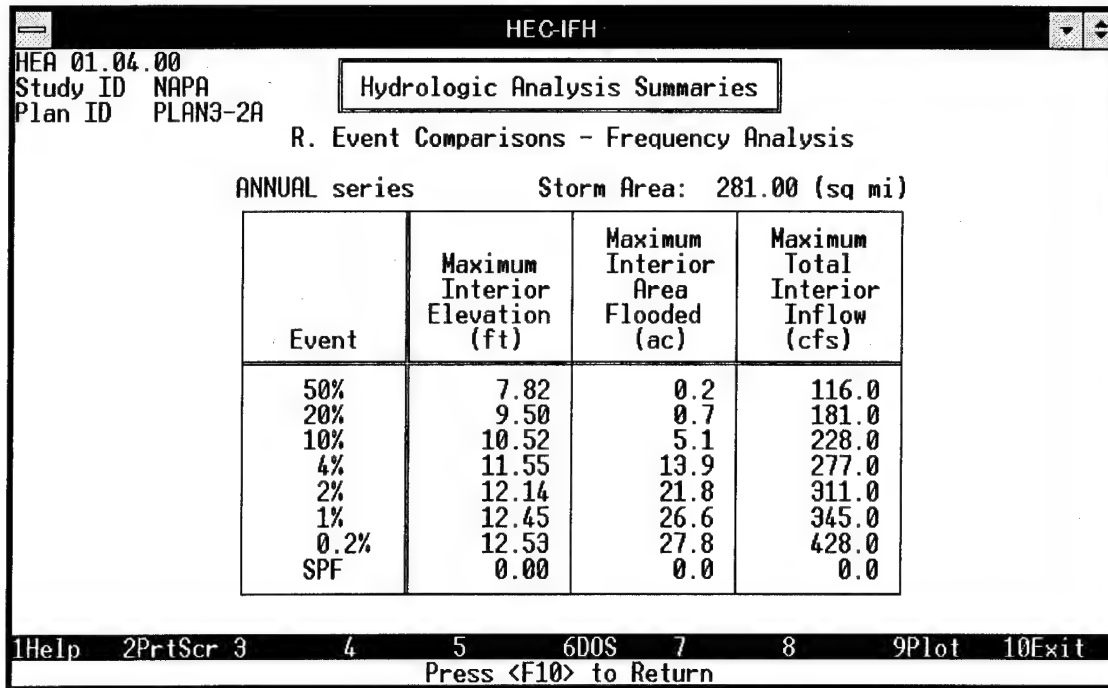 HEC-IFH
HEA 01.04.00
Study ID NAPA
Plan ID PLAN3-2A
Hydrologic Analysis Summaries
R. Event Comparisons - Frequency Analysis
ANNUAL series Storm Area: 281.00 (sq mi)
Event Maximum Interior Elevation (ft) Maximum Interior Area Flooded (ac) Maximum Total Interior Inflow (cfs)
50% 7.82 0.2 116.0
20% 9.50 0.7 181.0
10% 10.52 5.1 228.0
4% 11.55 13.9 277.0
2% 12.14 21.8 311.0
1% 12.45 26.6 345.0
0.2% 12.53 27.8 428.0
SPF 0.00 0.0 0.0
1Help 2PrtScr 3 4 5 6DOS 7 8 9Plot 10Exit
Press <F10> to Return